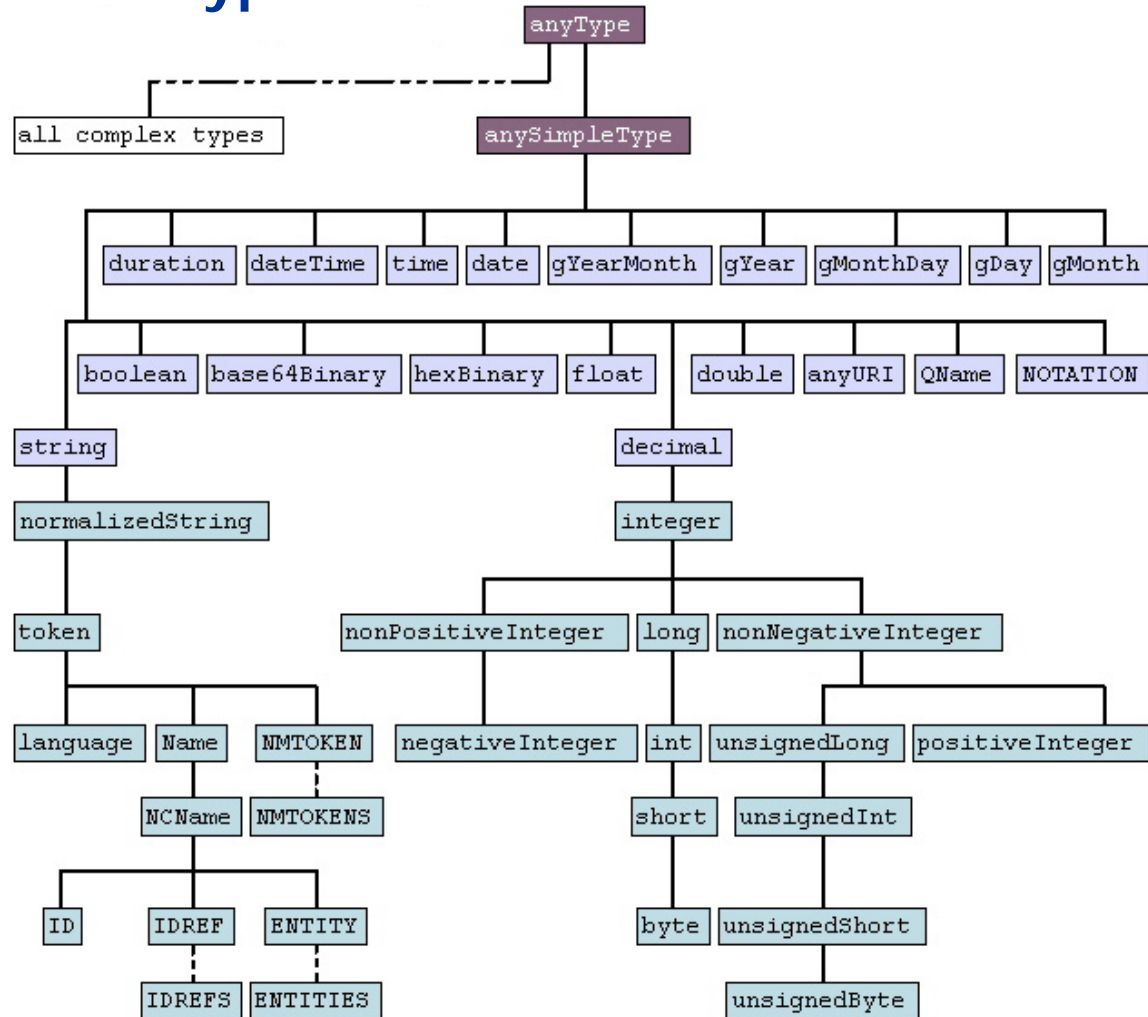 anyType
all complex types
anySimpleType
duration dateTime time date gYearMonth gYear gMonthDay gDay gMonth
boolean base64Binary hexBinary float double anyURI QName NOTATION
string decimal
normalizedString integer
token nonPositiveInteger long nonNegativeInteger
language Name NMTOKEN negativeInteger int unsignedLong positiveInteger
NCName NMTOKENS short unsignedInt
ID IDREF ENTITY byte unsignedShort
IDREFS ENTITIES unsignedByte